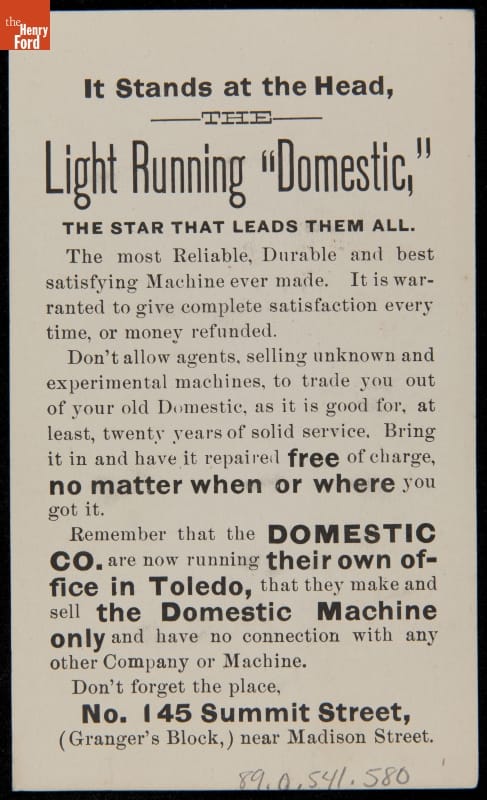 the
Henry
Ford
It Stands at the Head,
THE
Light Running "Domestic,"
THE STAR THAT LEADS THEM ALL.
The most Reliable, Durable and best
satisfying Machine ever made. It is war-
ranted to give complete satisfaction every
time, or money refunded.
Don't allow agents, selling unknown and
experimental machines, to trade you out
of your old Domestic, as it is good for, at
least, twenty years of solid service. Bring
it in and have it repaired free of charge,
no matter when or where you
got it.
Remember that the DOMESTIC
CO. are now running their own of-
fice in Toledo, that they make and
sell the Domestic Machine
only and have no connection with any
other Company or Machine.
Don't forget the place,
No. 145 Summit Street,
(Granger's Block,) near Madison Street.
89.0.541.580